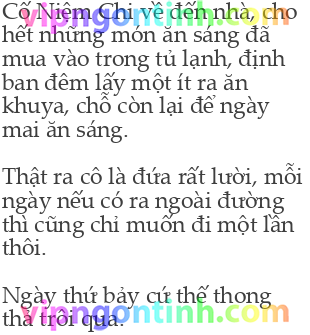 Cố Niệm Chi về đến nhà, cho
hết những món ăn sáng đã
mua vào trong tủ lạnh, định
ban đêm lấy một ít ra ăn
khuya, chỗ còn lại để ngày
mai ăn sáng.
Thật ra cô là đứa rất lười, mỗi
ngày nếu có ra ngoài đường
thì cũng chỉ muốn đi một lần
thôi.
Ngày thứ bảy cứ thế thong
thả trôi qua.
vipngontinh.com
vipngontinh.com